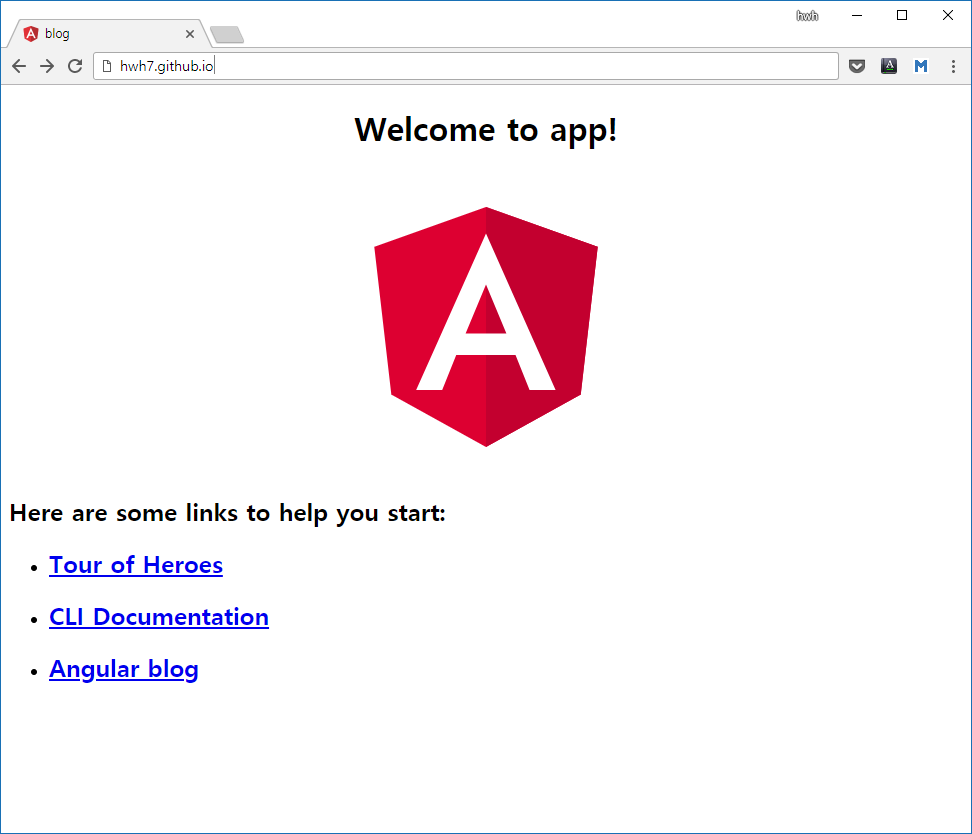 hwh
blog
hwh7.github.io
Welcome to app!
A
Here are some links to help you start:
Tour of Heroes
CLI Documentation
Angular blog